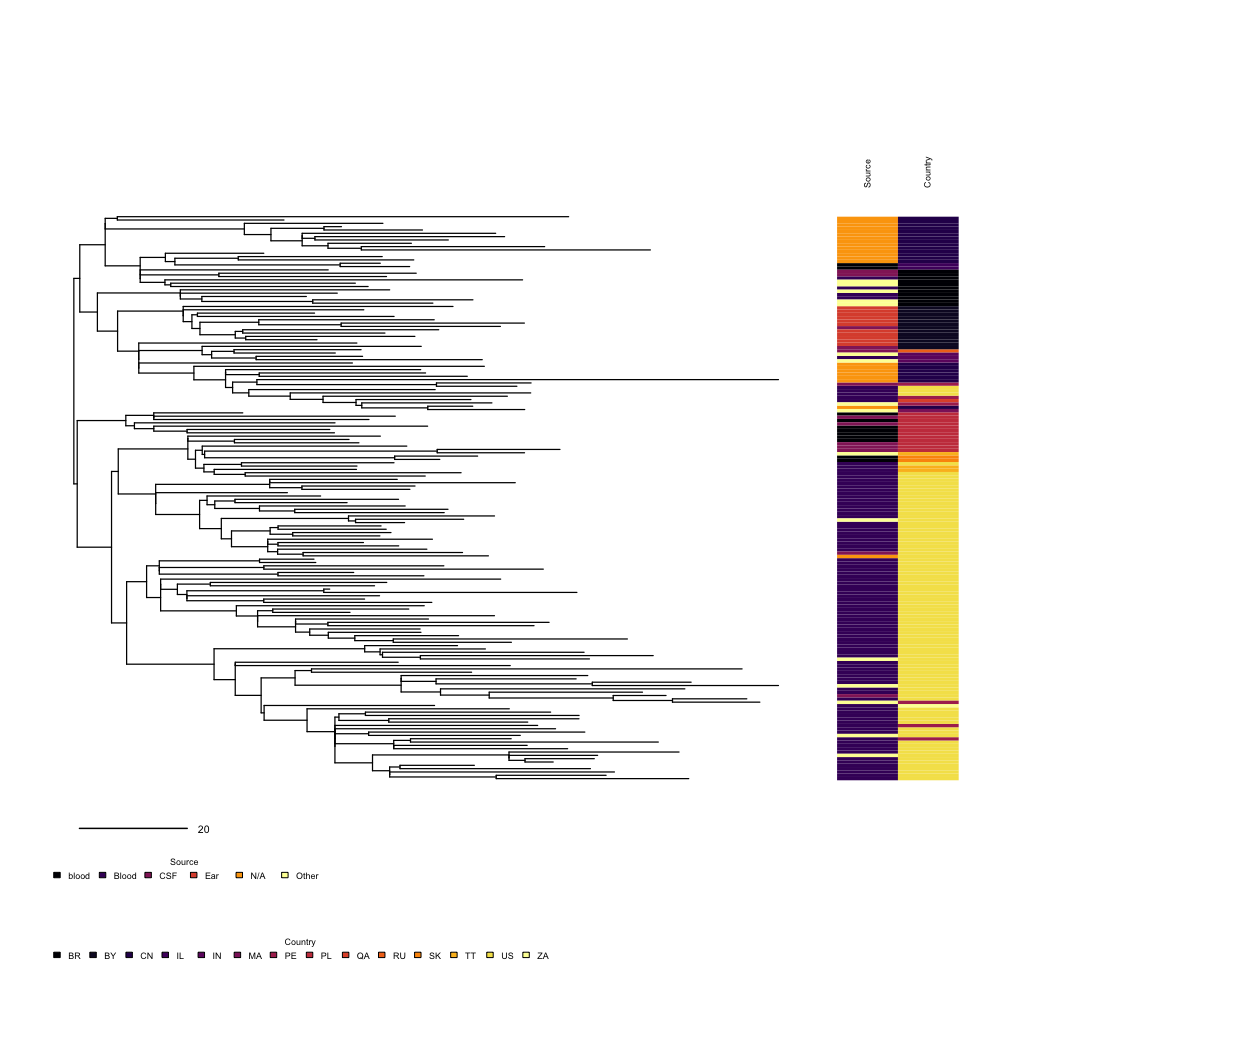 Source
Country
20
Source
blood Blood CSF Ear N/A Other
Country
BR BY CN IL IN MA PE PL QA RU SK TT US ZA